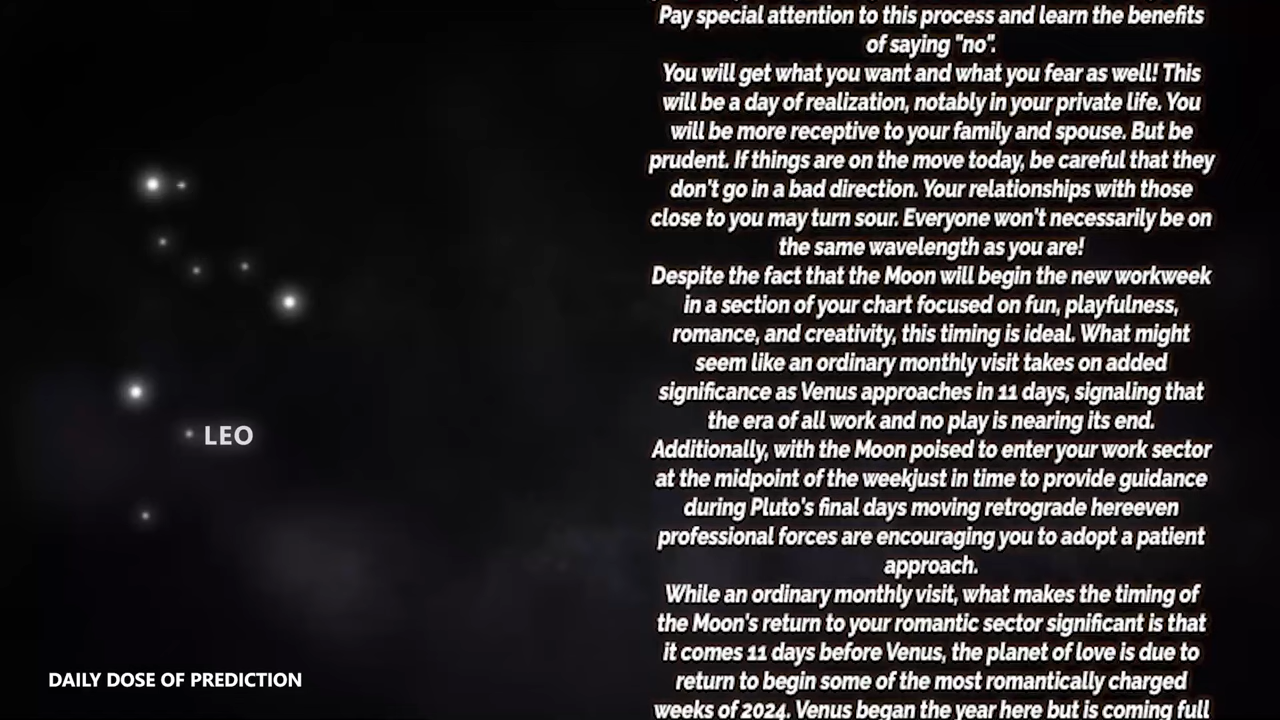 Pay special attention to this process and learn the benefits
of saying "no".
You will get what you want and what you fear as well! This
will be a day of realization, notably in your private life. You
will be more receptive to your family and spouse. But be
prudent. If things are on the move today, be careful that they
don't go in a bad direction. Your relationships with those
close to you may turn sour. Everyone won't necessarily be on
the same wavelength as you are!
Despite the fact that the Moon will begin the new workweek
in a section of your chart focused on fun, playfulness,
romance, and creativity, this timing is ideal. What might
seem like an ordinary monthly visit takes on added
significance as Venus approaches in 11 days, signaling that
the era of all work and no play is nearing its end.
Additionally, with the Moon poised to enter your work sector
at the midpoint of the weekjust in time to provide guidance
during Pluto's final days moving retrograde hereeven
professional forces are encouraging you to adopt a patient
approach.
While an ordinary monthly visit, what makes the timing of
the Moon's return to your romantic sector significant is that
it comes 11 days before Venus, the planet of love is due to
return to begin some of the most romantically charged
weeks of 2024. Venus began the year here but is coming full
LEO
DAILY DOSE OF PREDICTION